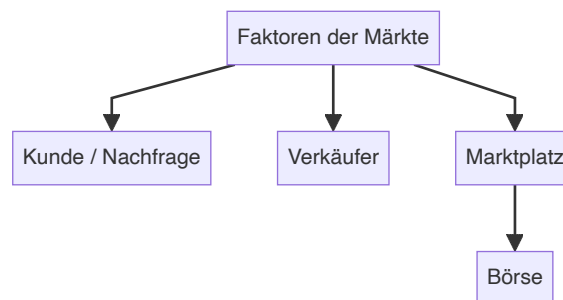 Faktoren der Märkte
Kunde / Nachfrage
Verkäufer
Marktplatz
Börse